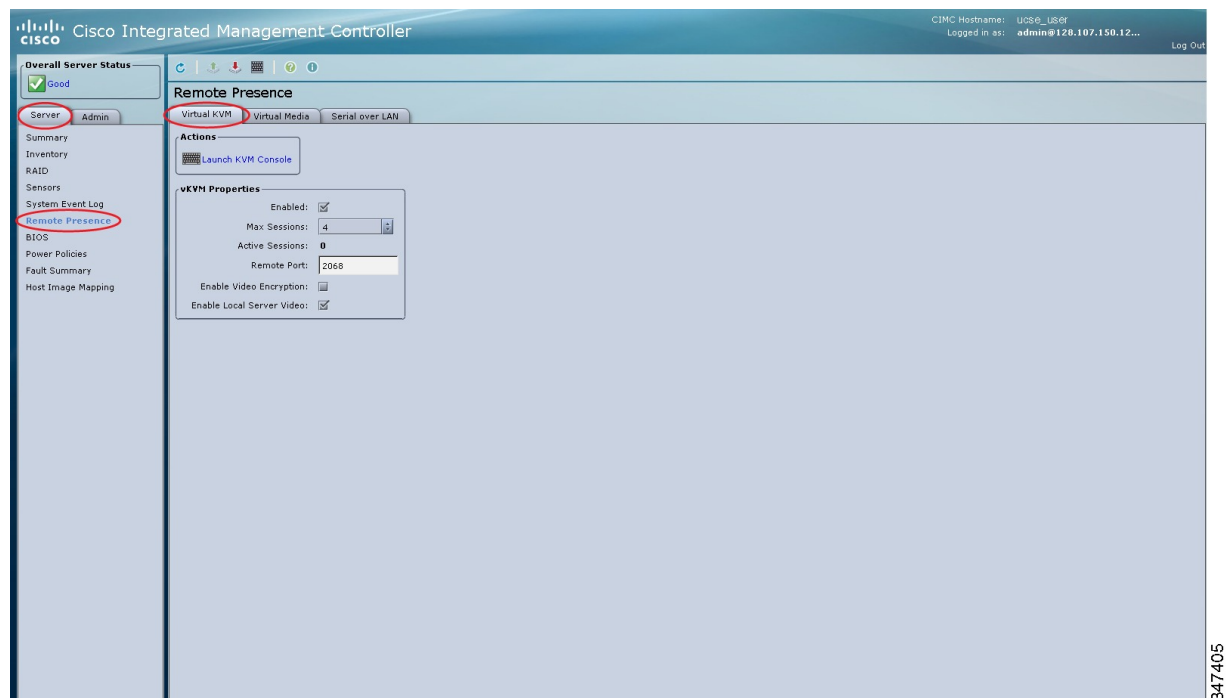 CISCO
Cisco Integrated Management Controller
CIMC Hostname: ucse_user
Logged in as: admin@128.107.150.12...
Log Out
Overall Server Status
Good
Server
Admin
Summary
Inventory
RAID
Sensors
System Event Log
Remote Presence
BIOS
Power Policies
Fault Summary
Host Image Mapping
Remote Presence
Virtual KVM
Virtual Media
Serial over LAN
Actions
Launch KVM Console
vKVM Properties
Enabled:
Max Sessions: 4
Active Sessions: 0
Remote Port: 2068
Enable Video Encryption:
Enable Local Server Video:
347405